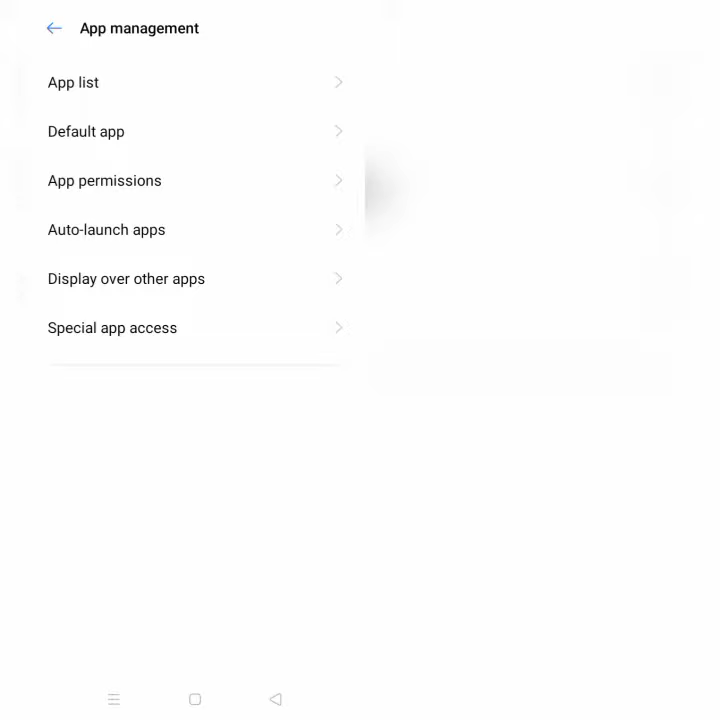 App management
App list
Default app
App permissions
Auto-launch apps
Display over other apps
Special app access